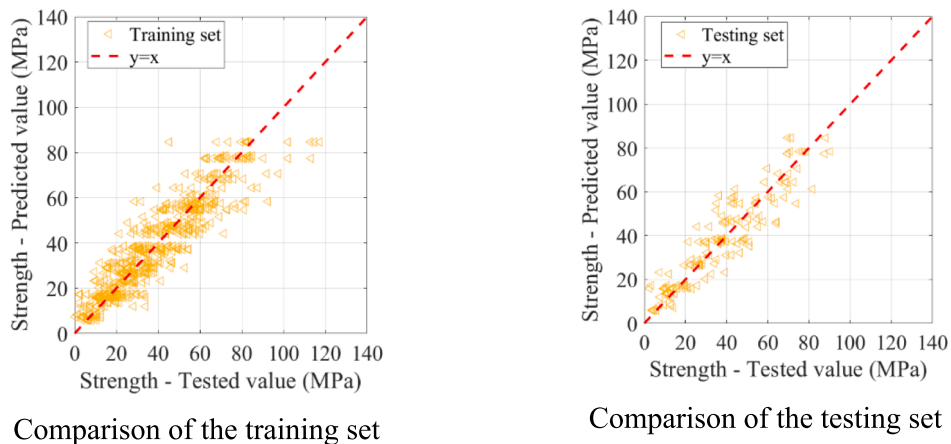 Training set
y=x
Strength - Predicted value (MPa)
140
120
100
80
60
40
20
0
0 20 40 60 80 100 120 140
Strength - Tested value (MPa)
Comparison of the training set
Testing set
y=x
Strength - Predicted value (MPa)
140
120
100
80
60
40
20
0
0 20 40 60 80 100 120 140
Strength - Tested value (MPa)
Comparison of the testing set